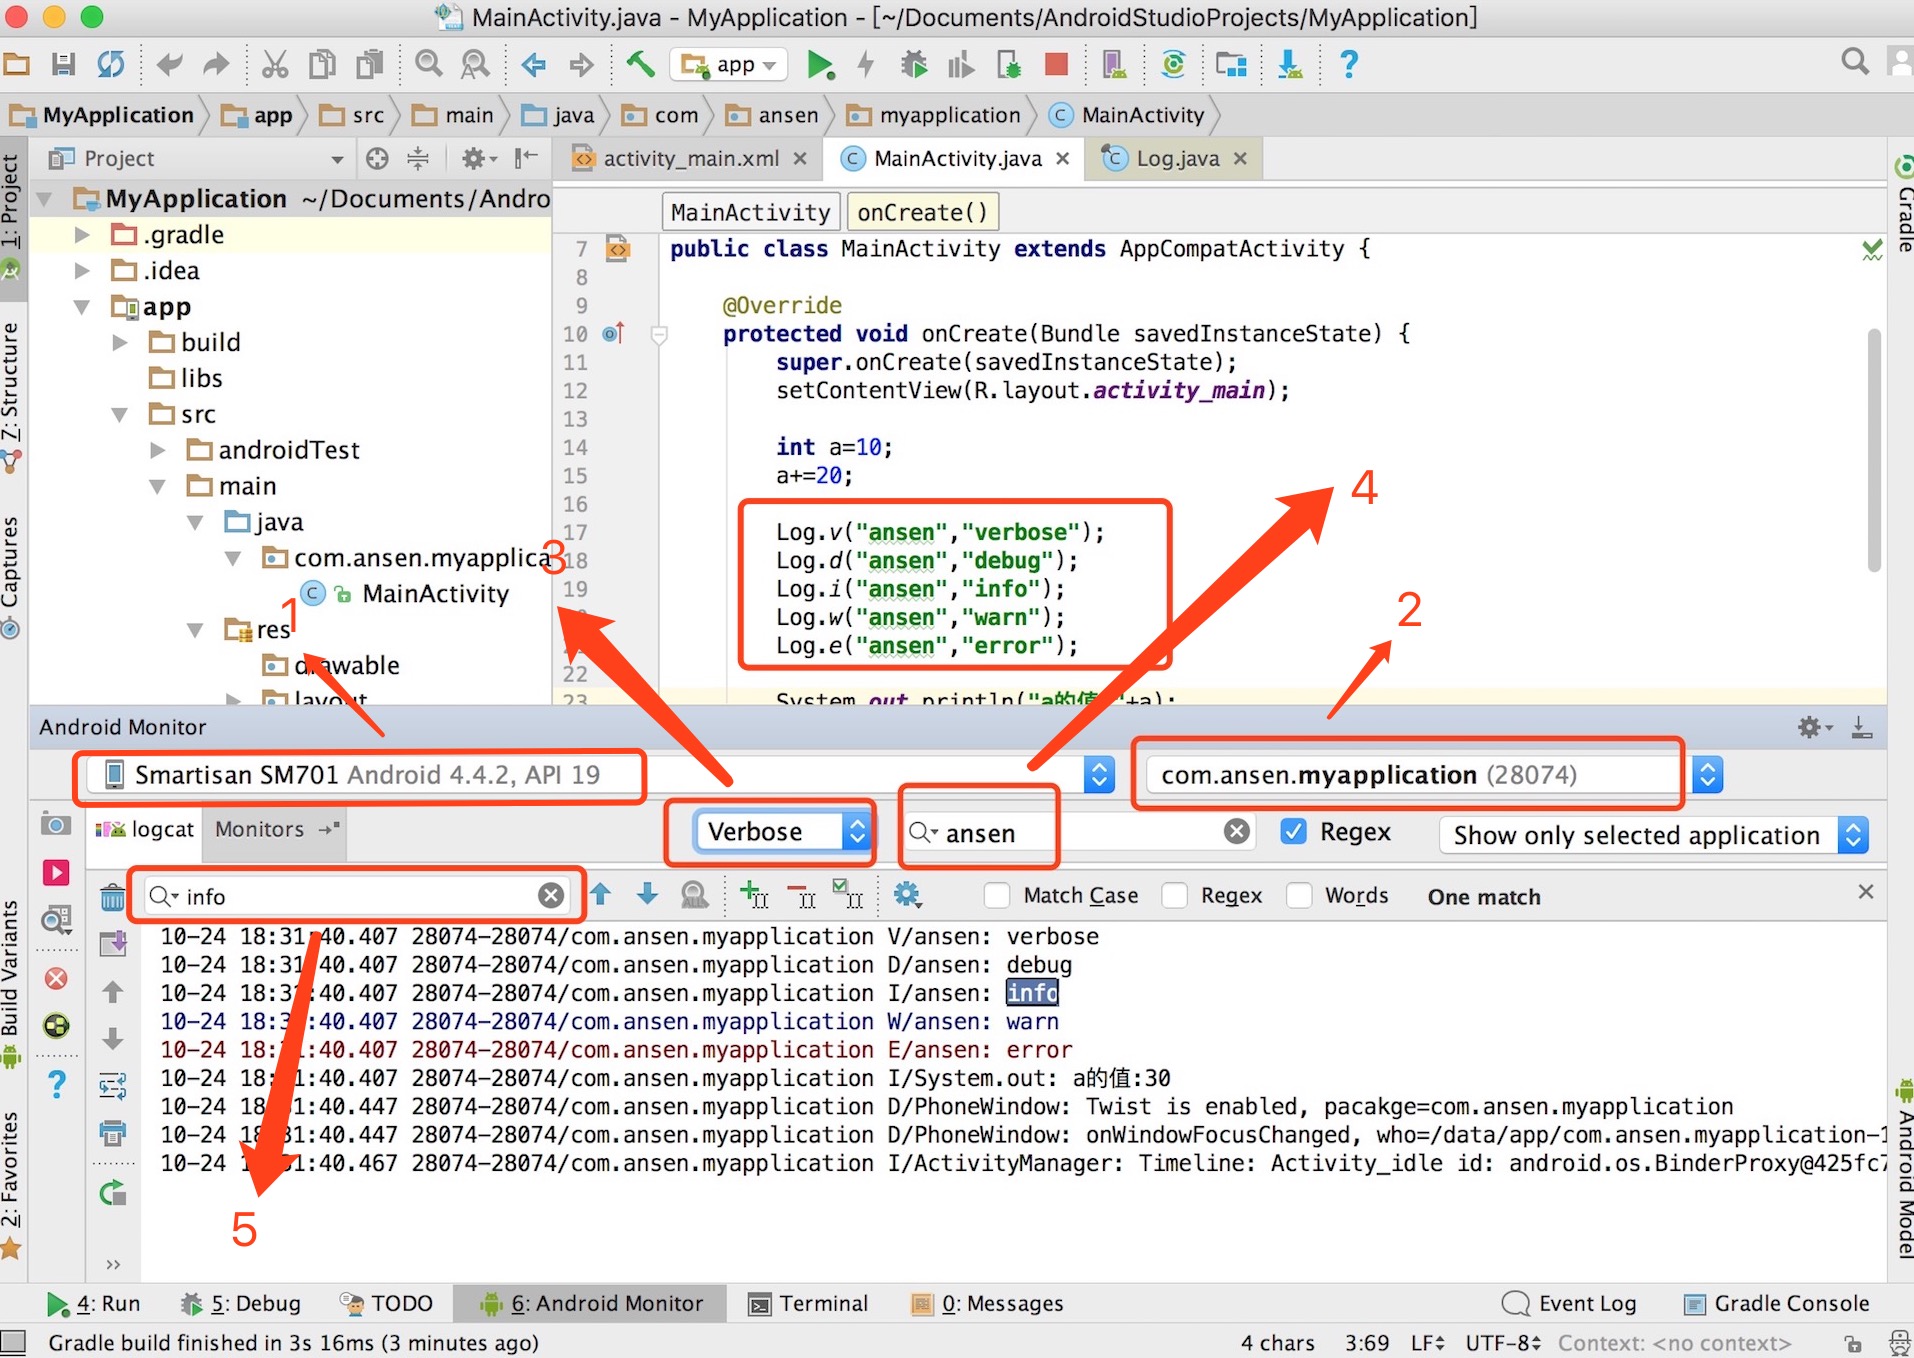 MainActivity.java - MyApplication - [~/Documents/AndroidStudioProjects/MyApplication]
app
MyApplication app src main java com ansen myapplication MainActivity
Project
activity_main.xml MainActivity.java Log.java
1: Project
7: Structure
Captures
Build Variants
2: Favorites
MyApplication ~/Documents/Andro
.gradle
.idea
app
build
libs
src
androidTest
main
java
com.ansen.myapplica
MainActivity
res
drawable
layout
MainActivity onCreate()
7 public class MainActivity extends AppCompatActivity {
8
9 @Override
10 protected void onCreate(Bundle savedInstanceState) {
11 super.onCreate(savedInstanceState);
12 setContentView(R.layout.activity_main);
13
14 int a=10;
15 a+=20;
16
17 Log.v("ansen","verbose");
18 Log.d("ansen","debug");
19 Log.i("ansen","info");
Log.w("ansen","warn");
Log.e("ansen","error");
22
23 System.out.println("a的值:"+a);
1
2
3
4
5
Gradle
Android Model
Android Monitor
Smartisan SM701 Android 4.4.2, API 19
com.ansen.myapplication (28074)
logcat Monitors
Verbose
ansen
Regex
Show only selected application
info
Match Case Regex Words One match
10-24 18:31:40.407 28074-28074/com.ansen.myapplication V/ansen: verbose
10-24 18:31:40.407 28074-28074/com.ansen.myapplication D/ansen: debug
10-24 18:31:40.407 28074-28074/com.ansen.myapplication I/ansen: info
10-24 18:31:40.407 28074-28074/com.ansen.myapplication W/ansen: warn
10-24 18:31:40.407 28074-28074/com.ansen.myapplication E/ansen: error
10-24 18:31:40.407 28074-28074/com.ansen.myapplication I/System.out: a的值:30
10-24 18:31:40.447 28074-28074/com.ansen.myapplication D/PhoneWindow: Twist is enabled, pacakge=com.ansen.myapplication
10-24 18:31:40.447 28074-28074/com.ansen.myapplication D/PhoneWindow: onWindowFocusChanged, who=/data/app/com.ansen.myapplication-1
10-24 18:31:40.467 28074-28074/com.ansen.myapplication I/ActivityManager: Timeline: Activity_idle id: android.os.BinderProxy@425fc7
4: Run 5: Debug TODO 6: Android Monitor Terminal 0: Messages Event Log Gradle Console
Gradle build finished in 3s 16ms (3 minutes ago) 4 chars 3:69 LF UTF-8 Context: <no context>